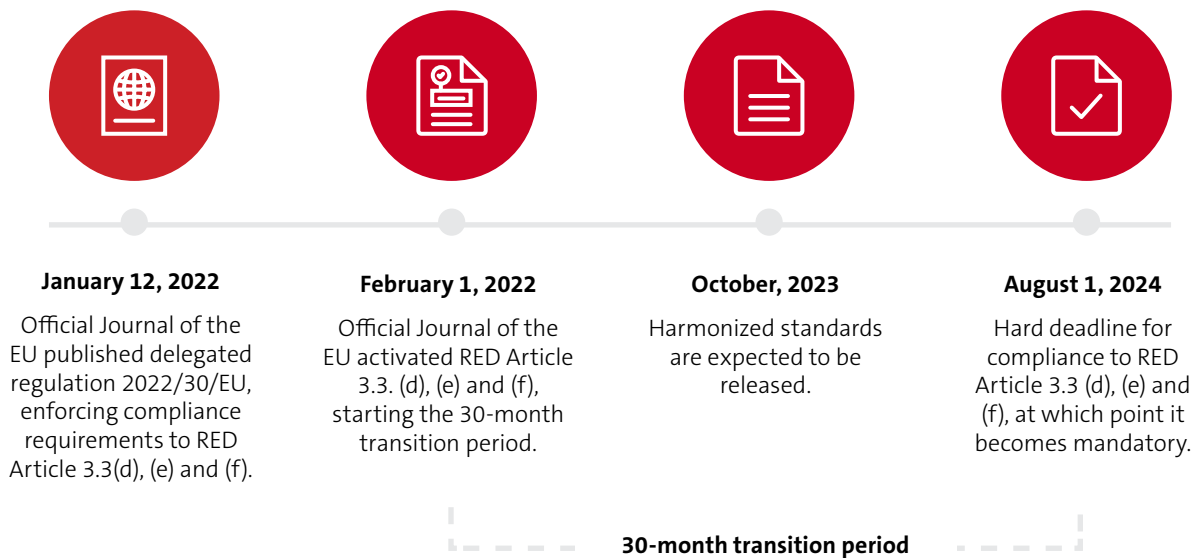 January 12, 2022
Official Journal of the
EU published delegated
regulation 2022/30/EU,
enforcing compliance
requirements to RED
Article 3.3(d), (e) and (f).
February 1, 2022
Official Journal of the
EU activated RED Article
3.3. (d), (e) and (f),
starting the 30-month
transition period.
October, 2023
Harmonized standards
are expected to be
released.
August 1, 2024
Hard deadline for
compliance to RED
Article 3.3 (d), (e) and
(f), at which point it
becomes mandatory.
30-month transition period